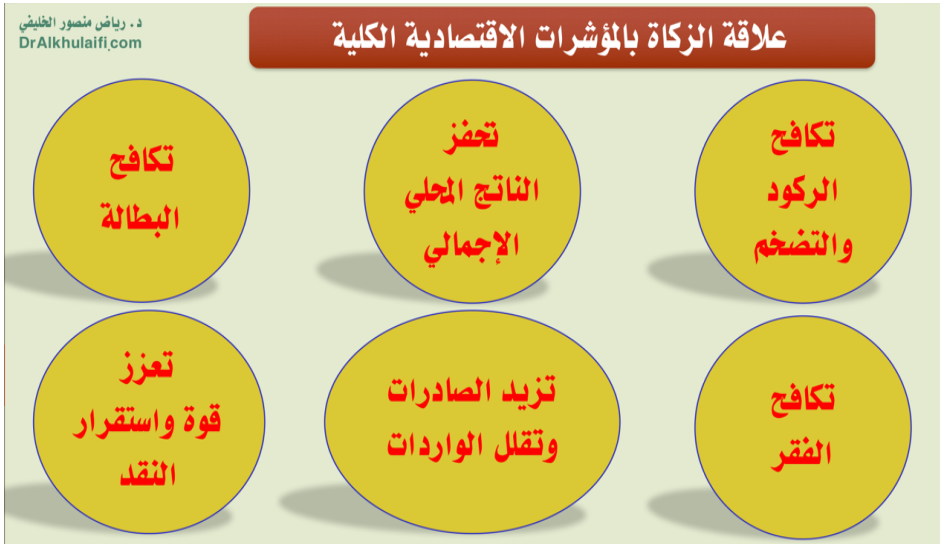 د. رياض منصور الخليفي
DrAlkhulaifi.com
علاقة الزكاة بالمؤشرات الاقتصادية الكلية
تكافح
الركود
والتضخم
تحفز
الناتج المحلي
الإجمالي
تكافح
البطالة
تكافح
الفقر
تزيد الصادرات
وتقلل الواردات
تعزز
قوة واستقرار
النقد